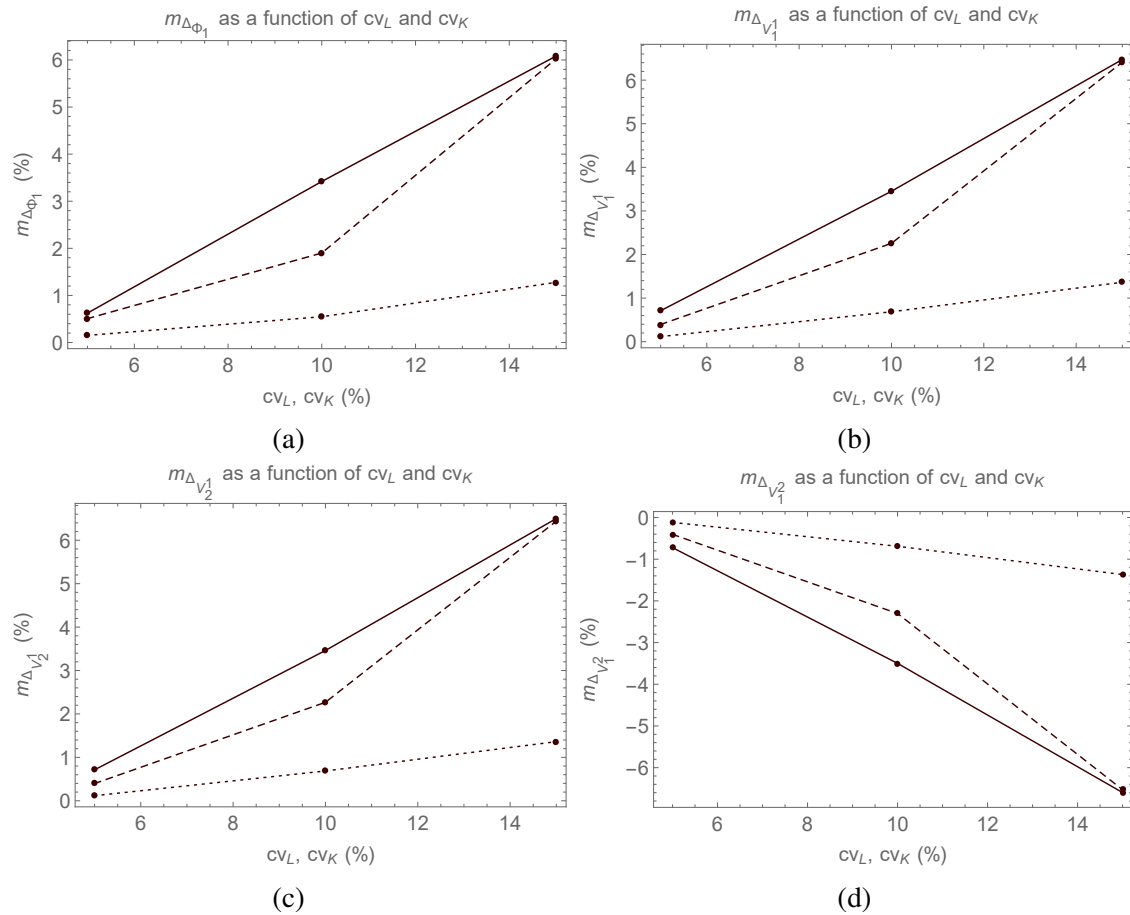 m_{Δ_{Φ_1}} as a function of cv_L and cv_K
m_{Δ_{Φ_1}} (%)
6
5
4
3
2
1
0
6 8 10 12 14
cv_L, cv_K (%)
(a)
m_{Δ_{V_1^1}} as a function of cv_L and cv_K
m_{Δ_{V_1^1}} (%)
6
5
4
3
2
1
0
6 8 10 12 14
cv_L, cv_K (%)
(b)
m_{Δ_{V_2^1}} as a function of cv_L and cv_K
m_{Δ_{V_2^1}} (%)
6
5
4
3
2
1
0
6 8 10 12 14
cv_L, cv_K (%)
(c)
m_{Δ_{V_1^2}} as a function of cv_L and cv_K
m_{Δ_{V_1^2}} (%)
0
−1
−2
−3
−4
−5
−6
6 8 10 12 14
cv_L, cv_K (%)
(d)